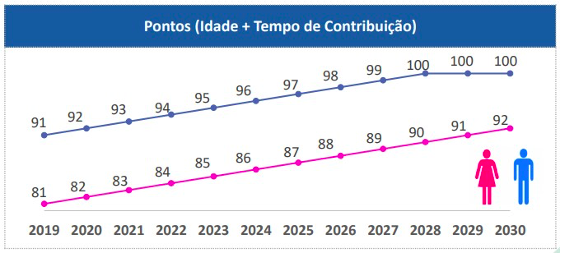 Pontos (Idade + Tempo de Contribuição)
91 92 93 94 95 96 97 98 99 100 100 100
81 82 83 84 85 86 87 88 89 90 91 92
2019 2020 2021 2022 2023 2024 2025 2026 2027 2028 2029 2030